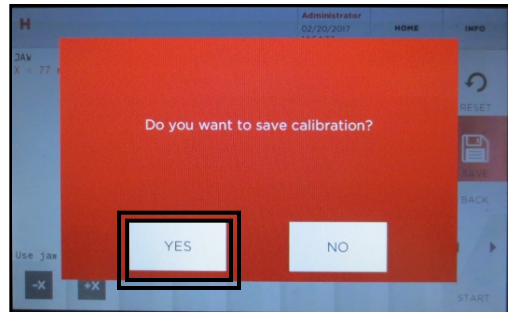 H
Administrator
02/20/2017
HOME
INFO
JAW
X < 77
RESET
Do you want to save calibration?
SAVE
BACK
YES
NO
Use jaw
-X
+X
START